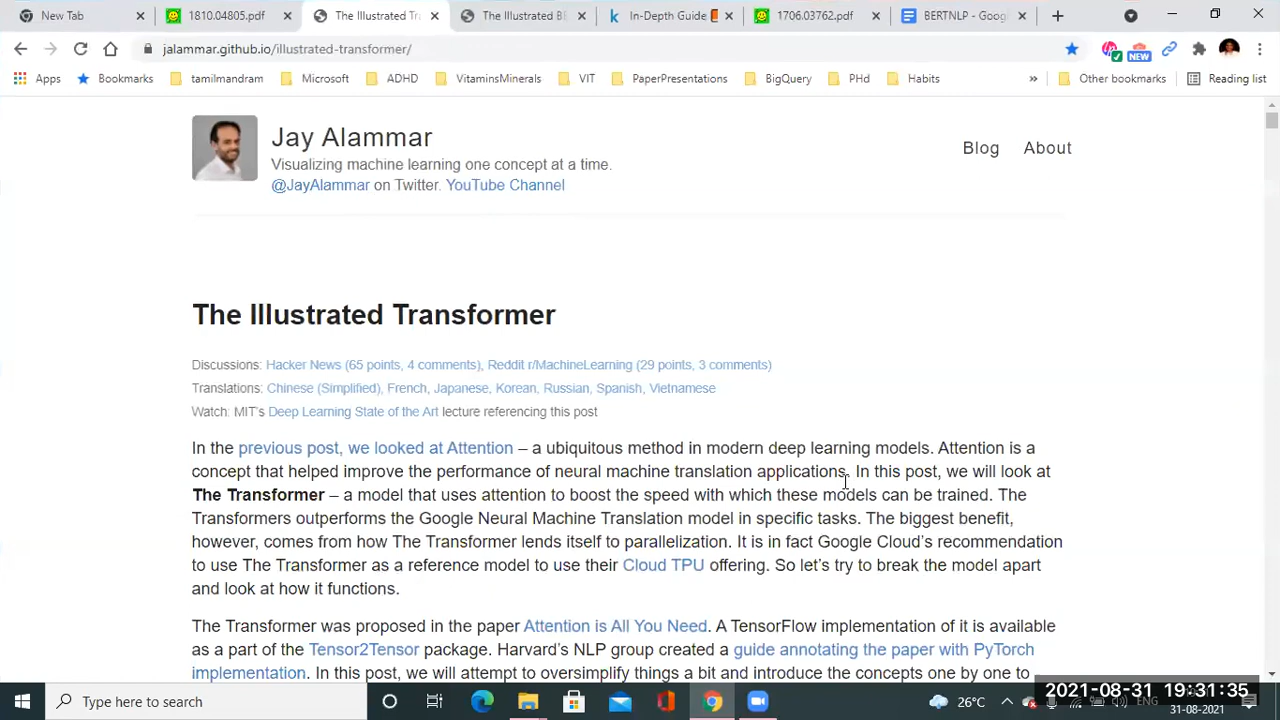 New Tab
1810.04805.pdf
The Illustrated Tr
The Illustrated BE
In-Depth Guide
1706.03762.pdf
BERTNLP - Goog
jalammar.github.io/illustrated-transformer/
NEW
Apps
Bookmarks
tamilmandram
Microsoft
ADHD
VitaminsMinerals
VIT
PaperPresentations
BigQuery
PHd
Habits
»
Other bookmarks
Reading list
Jay Alammar
Visualizing machine learning one concept at a time.
@JayAlammar on Twitter. YouTube Channel
Blog
About
The Illustrated Transformer
Discussions: Hacker News (65 points, 4 comments), Reddit r/MachineLearning (29 points, 3 comments)
Translations: Chinese (Simplified), French, Japanese, Korean, Russian, Spanish, Vietnamese
Watch: MIT's Deep Learning State of the Art lecture referencing this post
In the previous post, we looked at Attention – a ubiquitous method in modern deep learning models. Attention is a
concept that helped improve the performance of neural machine translation applications. In this post, we will look at
The Transformer – a model that uses attention to boost the speed with which these models can be trained. The
Transformers outperforms the Google Neural Machine Translation model in specific tasks. The biggest benefit,
however, comes from how The Transformer lends itself to parallelization. It is in fact Google Cloud's recommendation
to use The Transformer as a reference model to use their Cloud TPU offering. So let's try to break the model apart
and look at how it functions.
The Transformer was proposed in the paper Attention is All You Need. A TensorFlow implementation of it is available
as a part of the Tensor2Tensor package. Harvard's NLP group created a guide annotating the paper with PyTorch
implementation. In this post, we will attempt to oversimplify things a bit and introduce the concepts one by one to
Type here to search
26°C
ENG
2021-08-31 19:31:35
31-08-2021